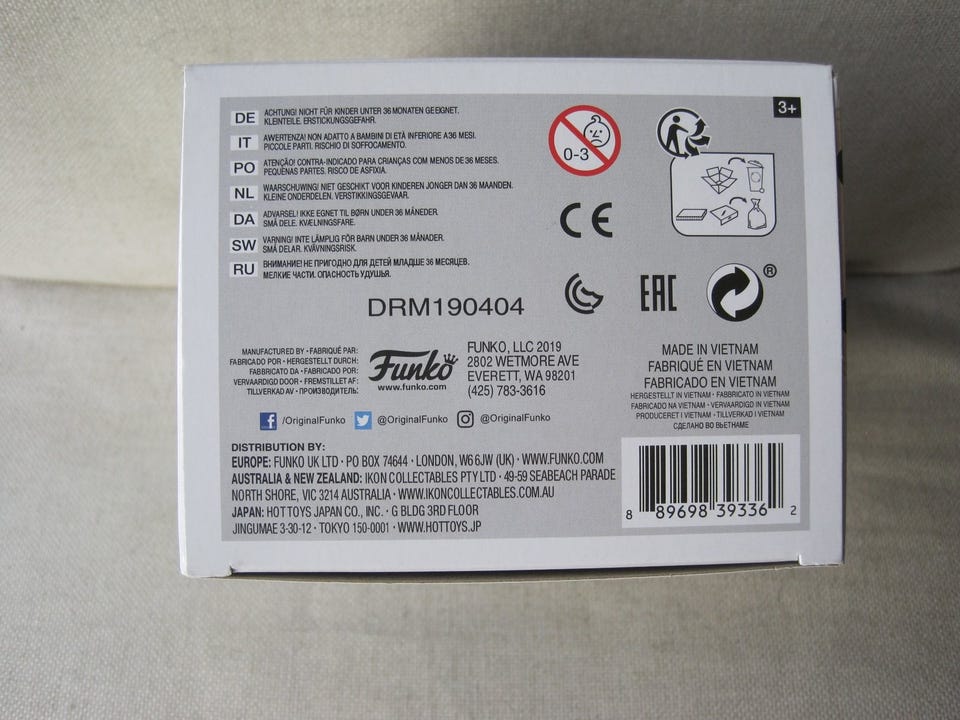 DE ACHTUNG! NICHT FÜR KINDER UNTER 36 MONATEN GEEIGNET.
KLEINTEILE. ERSTICKUNGSGEFAHR.
IT AWERTENZA! NON ADATTO A BAMBINI DI ETÀ INFERIORE A36 MESI.
PICCOLE PARTI. RISCHIO DI SOFFOCAMENTO.
PO ATENÇÃO! CONTRA-INDICADO PARA CRIANÇAS COM MENOS DE 36 MESES.
PEQUENAS PARTES. RISCO DE ASFIXIA.
NL WAARSCHUWING! NIET GESCHIKT VOOR KINDEREN JONGER DAN 36 MAANDEN.
KLEINE ONDERDELEN. VERSTIKKINGSGEVAAR.
DA ADVARSEL! IKKE EGNET TIL BØRN UNDER 36 MÅNEDER.
SMÅ DELE. KVÆLNINGSFARE.
SW VARNING! INTE LÄMPLIG FÖR BARN UNDER 36 MÅNADER.
SMÅ DELAR. KVÄVNINGSRISK.
RU ВНИМАНИЕ! НЕ ПРИГОДНО ДЛЯ ДЕТЕЙ МЛАДШЕ 36 МЕСЯЦЕВ.
МЕЛКИЕ ЧАСТИ. ОПАСНОСТЬ УДУШЬЯ.
0-3
3+
CE
EAC
®
DRM190404
MANUFACTURED BY • FABRIQUÉ PAR:
FABRICADO POR • HERGESTELLT DURCH:
FABBRICATO DA • FABRICADO POR:
VERVAARDIGD DOOR • FREMSTILLET AF:
TILLVERKAD AV • ПРОИЗВОДИТЕЛЬ:
Funko
www.funko.com
FUNKO, LLC 2019
2802 WETMORE AVE
EVERETT, WA 98201
(425) 783-3616
MADE IN VIETNAM
FABRIQUÉ EN VIETNAM
FABRICADO EN VIETNAM
HERGESTELLT IN VIETNAM • FABBRICATO IN VIETNAM
FABRICADO NA VIETNAM • VERVAARDIGD IN VIETNAM
PRODUCERET I VIETNAM • TILLVERKAD I VIETNAM
СДЕЛАНО ВО ВЬЕТНАМЕ
/OriginalFunko @OriginalFunko @OriginalFunko
DISTRIBUTION BY:
EUROPE: FUNKO UK LTD • PO BOX 74644 • LONDON, W6 6JW (UK) • WWW.FUNKO.COM
AUSTRALIA & NEW ZEALAND: IKON COLLECTABLES PTY LTD • 49-59 SEABEACH PARADE
NORTH SHORE, VIC 3214 AUSTRALIA • WWW.IKONCOLLECTABLES.COM.AU
JAPAN: HOT TOYS JAPAN CO., INC. • G BLDG 3RD FLOOR
JINGUMAE 3-30-12 • TOKYO 150-0001 • WWW.HOTTOYS.JP
8 89698 39336 2